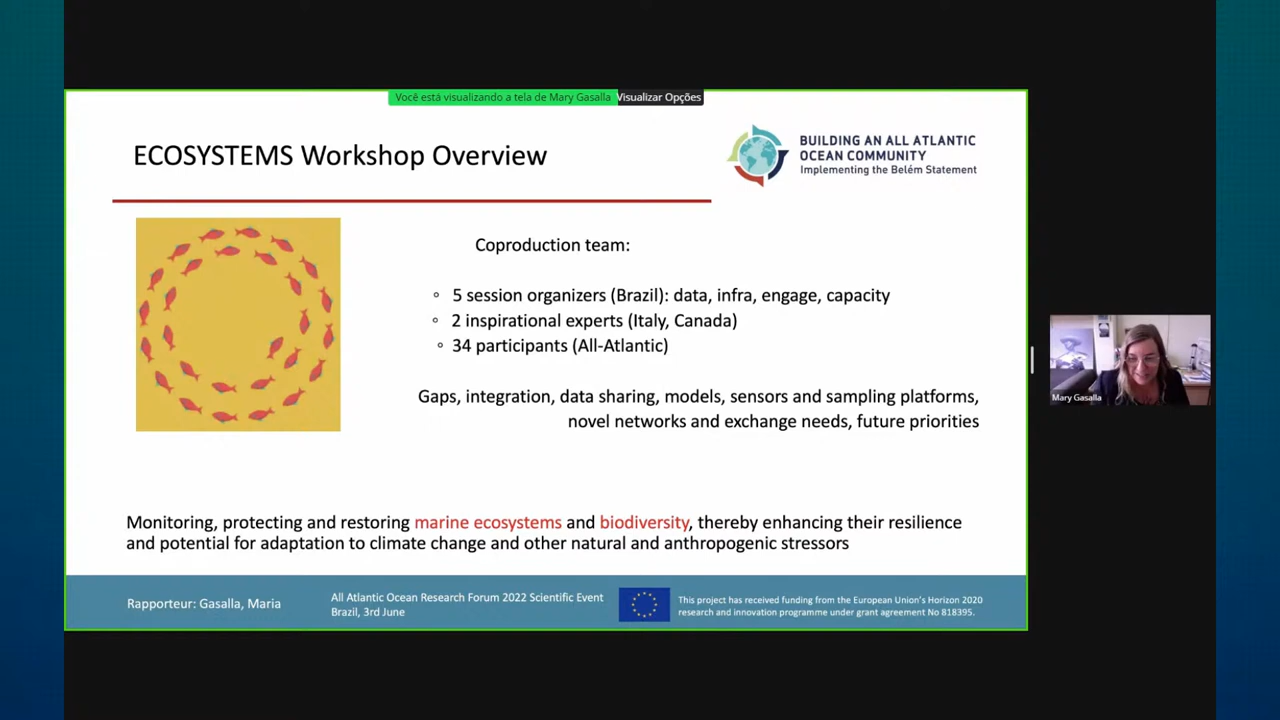 Você está visualizando a tela de Mary Gasalla Visualizar Opções
ECOSYSTEMS Workshop Overview
BUILDING AN ALL ATLANTIC
OCEAN COMMUNITY
Implementing the Belém Statement
Coproduction team:
5 session organizers (Brazil): data, infra, engage, capacity
2 inspirational experts (Italy, Canada)
34 participants (All-Atlantic)
Gaps, integration, data sharing, models, sensors and sampling platforms,
novel networks and exchange needs, future priorities
Mary Gasalla
Monitoring, protecting and restoring marine ecosystems and biodiversity, thereby enhancing their resilience
and potential for adaptation to climate change and other natural and anthropogenic stressors
Rapporteur: Gasalla, Maria
All Atlantic Ocean Research Forum 2022 Scientific Event
Brazil, 3rd June
This project has received funding from the European Union's Horizon 2020
research and innovation programme under grant agreement No 818395.